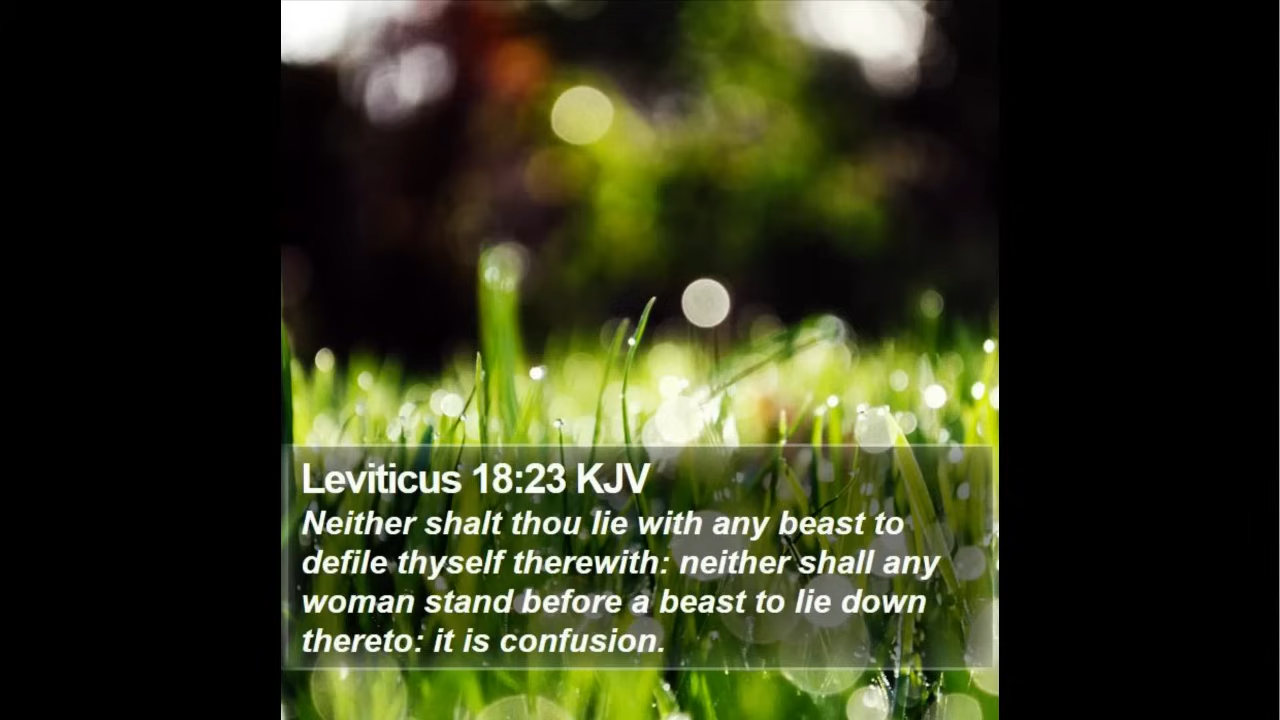 Leviticus 18:23 KJV
Neither shalt thou lie with any beast to
defile thyself therewith: neither shall any
woman stand before a beast to lie down
thereto: it is confusion.